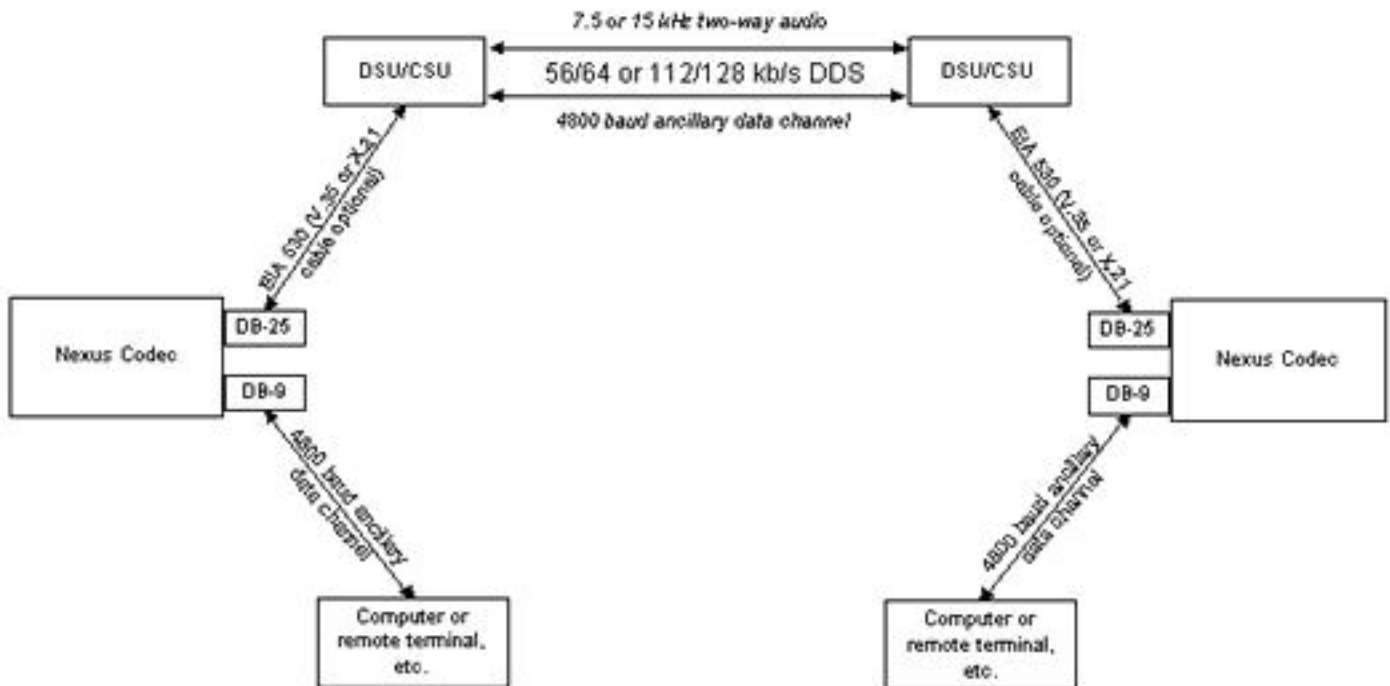 7.5 or 15 kHz two-way audio
DSU/CSU
56/64 or 112/128 kb/s DDS
DSU/CSU
4800 baud ancillary data channel
EIA 530 (V.35 or X.21
cable optional)
EIA 530 (V.35 or X.21
cable optional)
Nexus Codec
DB-25
DB-9
DB-25
DB-9
Nexus Codec
4800 baud ancillary
data channel
4800 baud ancillary
data channel
Computer or
remote terminal,
etc.
Computer or
remote terminal,
etc.